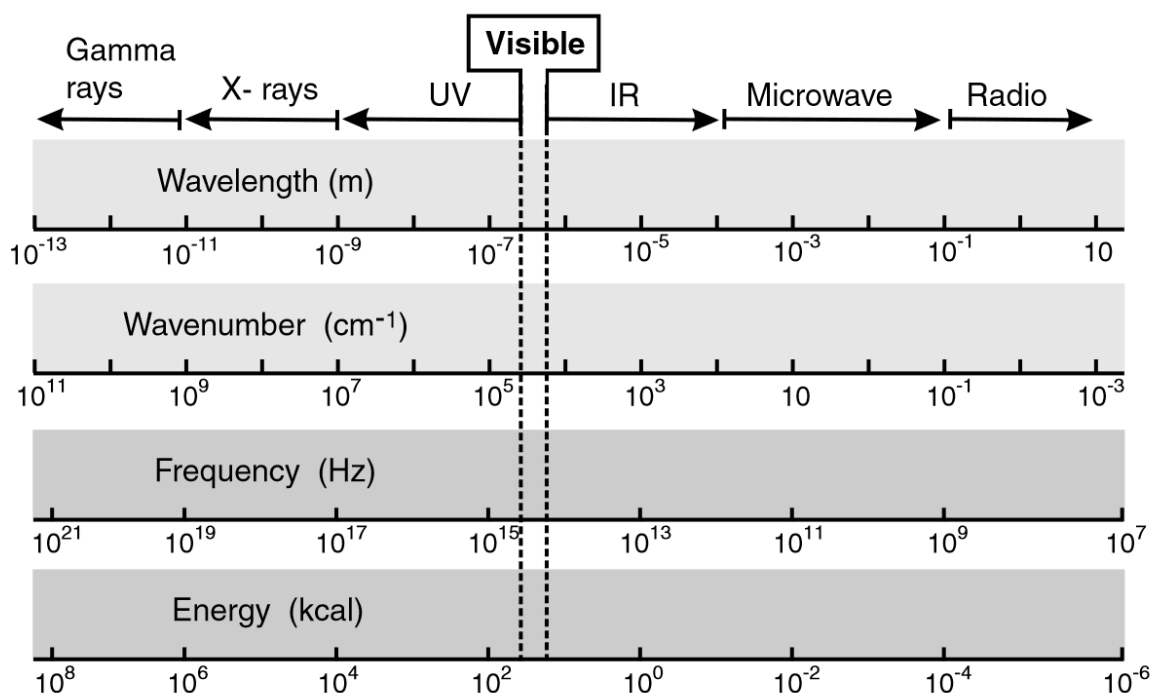 Visible
Gamma rays X- rays UV IR Microwave Radio
Wavelength (m)
10⁻¹³ 10⁻¹¹ 10⁻⁹ 10⁻⁷ 10⁻⁵ 10⁻³ 10⁻¹ 10
Wavenumber (cm⁻¹)
10¹¹ 10⁹ 10⁷ 10⁵ 10³ 10 10⁻¹ 10⁻³
Frequency (Hz)
10²¹ 10¹⁹ 10¹⁷ 10¹⁵ 10¹³ 10¹¹ 10⁹ 10⁷
Energy (kcal)
10⁸ 10⁶ 10⁴ 10² 10⁰ 10⁻² 10⁻⁴ 10⁻⁶